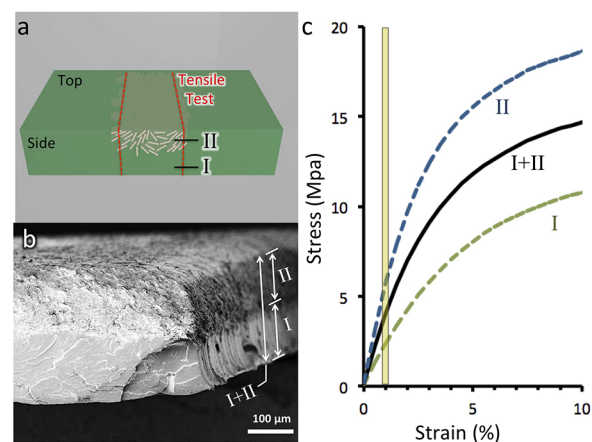 a
Top
Side
Tensile
Test
II
I
b
II
I
I+II
100 μm
c
20
15
10
5
0
Stress (Mpa)
II
I+II
I
0
5
10
Strain (%)